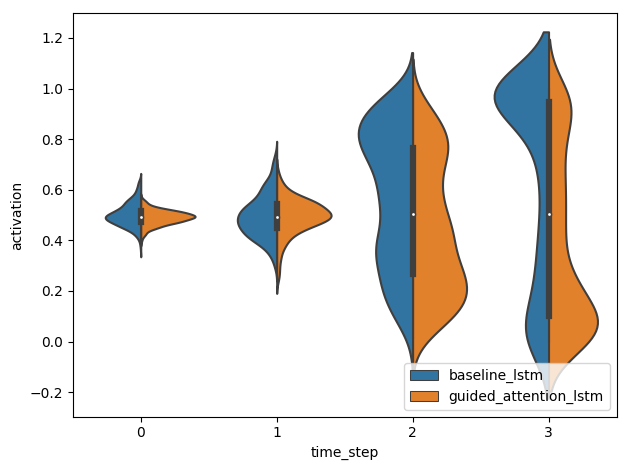 1.2
1.0
0.8
0.6
0.4
0.2
0.0
−0.2
activation
0 1 2 3
time_step
baseline_lstm
guided_attention_lstm